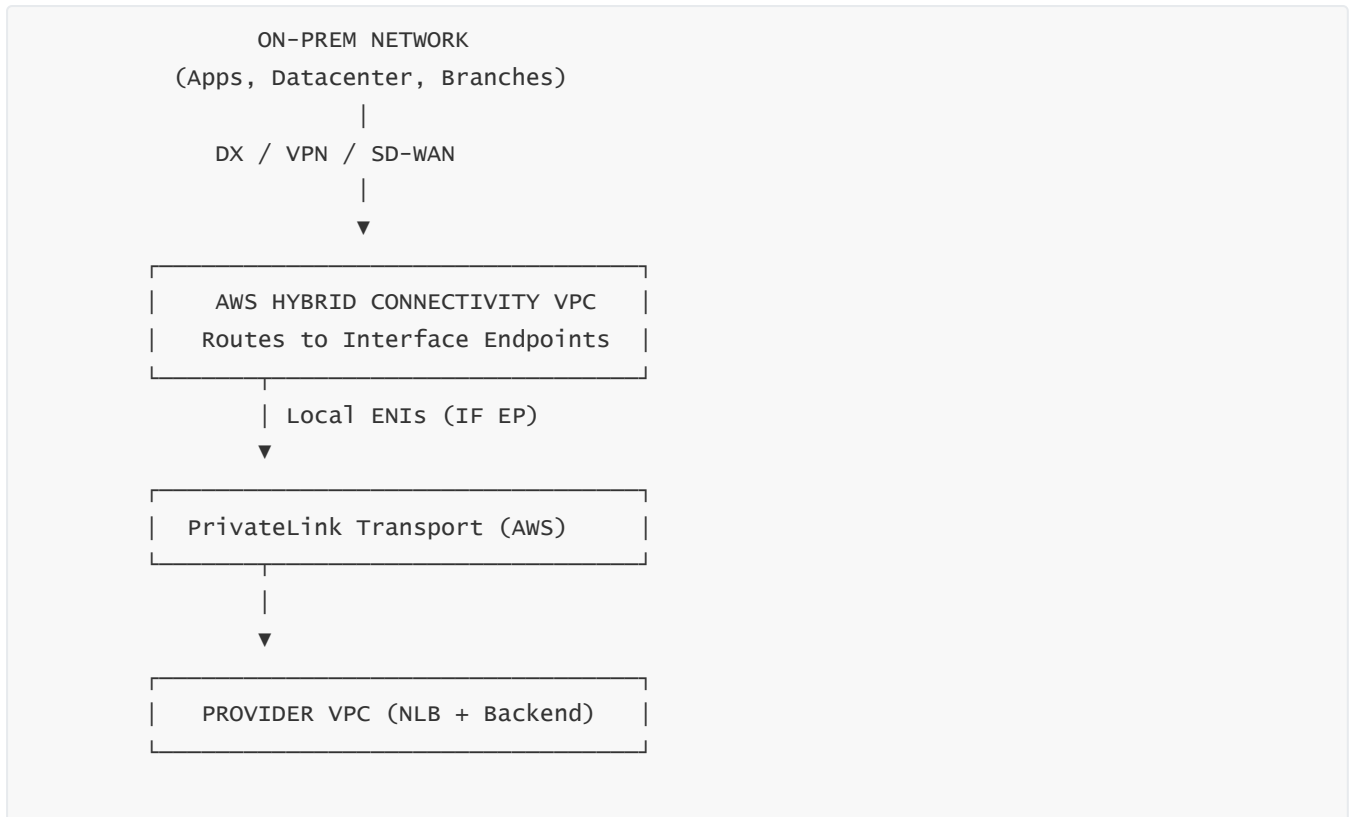 ON-PREM NETWORK
(Apps, Datacenter, Branches)
DX / VPN / SD-WAN
AWS HYBRID CONNECTIVITY VPC
Routes to Interface Endpoints
Local ENIs (IF EP)
PrivateLink Transport (AWS)
PROVIDER VPC (NLB + Backend)